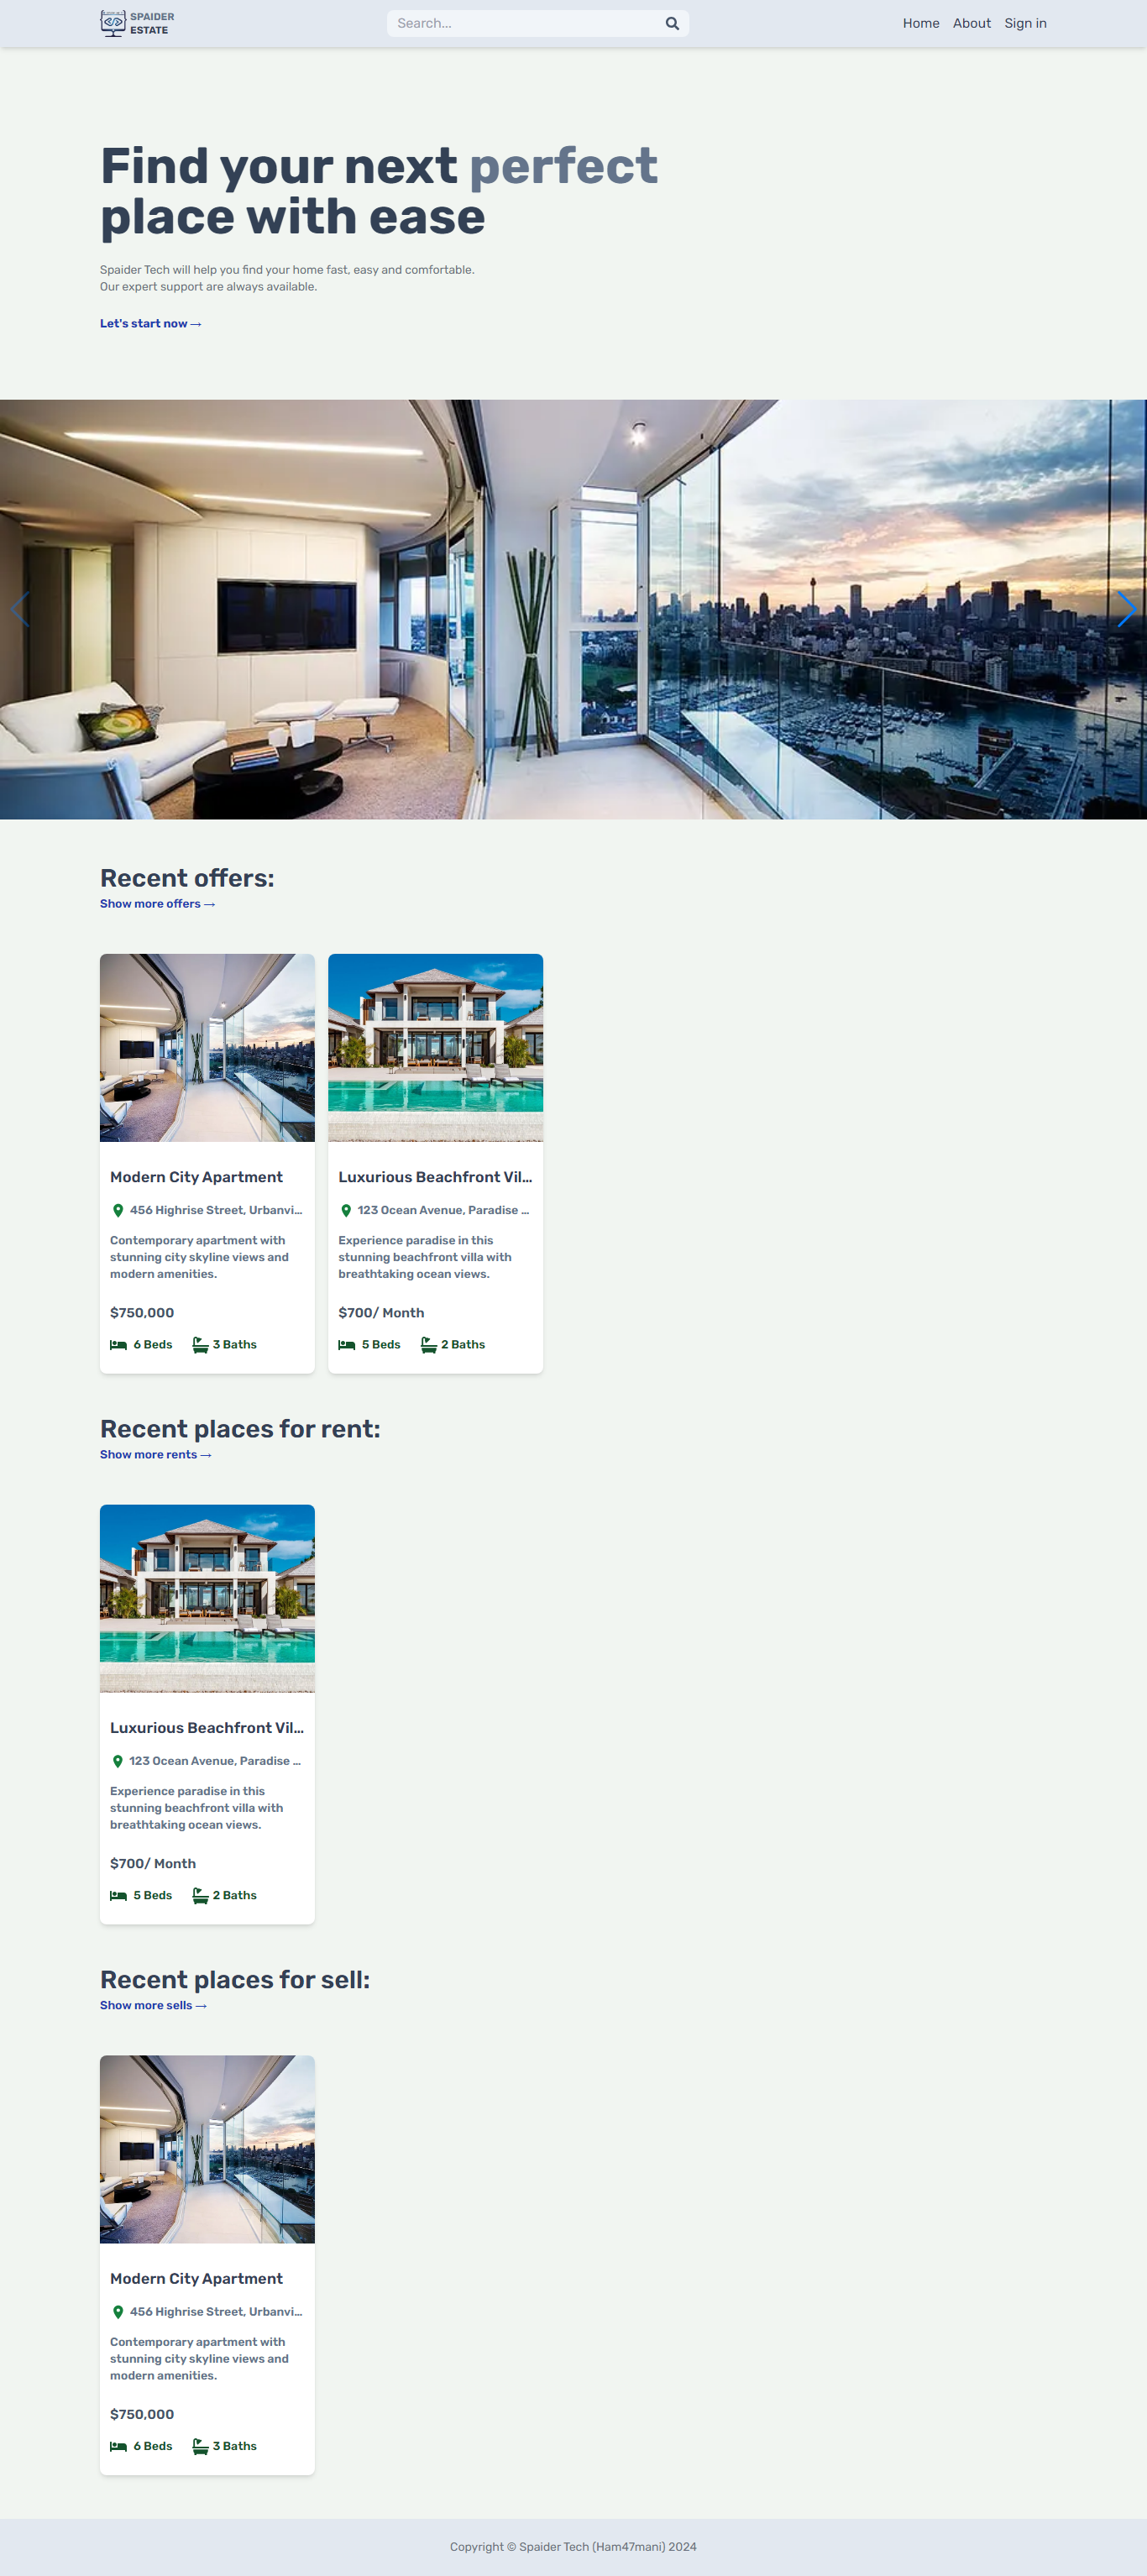 SPAIDER
ESTATE
Search...
Home
About
Sign in
Find your next perfect
place with ease
Spaider Tech will help you find your home fast, easy and comfortable.
Our expert support are always available.
Let's start now →
Recent offers:
Show more offers →
Modern City Apartment
456 Highrise Street, Urbanvi...
Contemporary apartment with
stunning city skyline views and
modern amenities.
$750,000
6 Beds
3 Baths
Luxurious Beachfront Vil...
123 Ocean Avenue, Paradise ...
Experience paradise in this
stunning beachfront villa with
breathtaking ocean views.
$700/ Month
5 Beds
2 Baths
Recent places for rent:
Show more rents →
Luxurious Beachfront Vil...
123 Ocean Avenue, Paradise ...
Experience paradise in this
stunning beachfront villa with
breathtaking ocean views.
$700/ Month
5 Beds
2 Baths
Recent places for sell:
Show more sells →
Modern City Apartment
456 Highrise Street, Urbanvi...
Contemporary apartment with
stunning city skyline views and
modern amenities.
$750,000
6 Beds
3 Baths
Copyright © Spaider Tech (Ham47mani) 2024